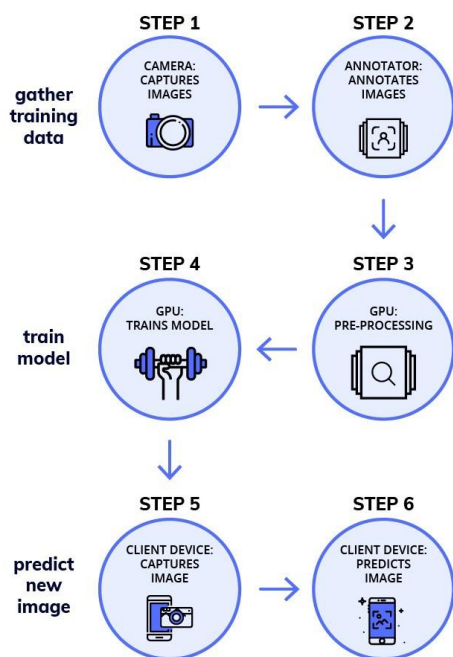 STEP 1
STEP 2
gather
training
data
CAMERA:
CAPTURES
IMAGES
ANNOTATOR:
ANNOTATES
IMAGES
STEP 4
STEP 3
train
model
GPU:
TRAINS MODEL
GPU:
PRE-PROCESSING
STEP 5
STEP 6
predict
new
image
CLIENT DEVICE:
CAPTURES
IMAGE
CLIENT DEVICE:
PREDICTS
IMAGE